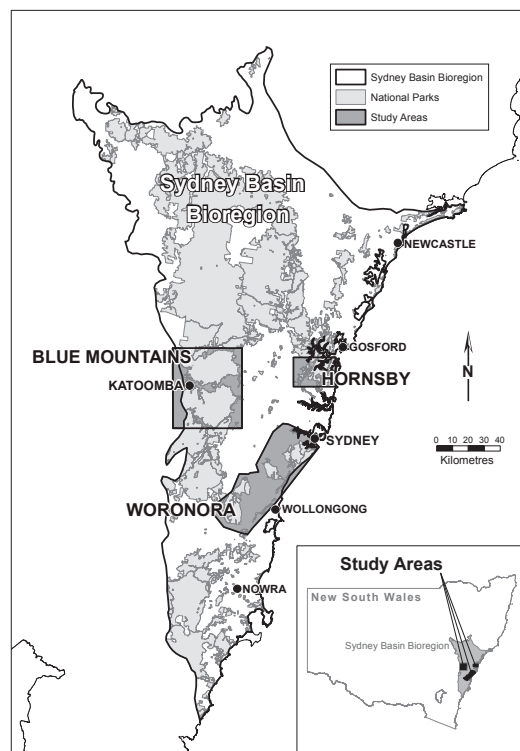 Sydney Basin Bioregion
National Parks
Study Areas
Sydney Basin
Bioregion
NEWCASTLE
GOSFORD
BLUE MOUNTAINS
KATOOMBA
HORNSBY
N
0 10 20 30 40
Kilometres
SYDNEY
WORONORA
WOLLONGONG
NOWRA
Study Areas
New South Wales
Sydney Basin Bioregion